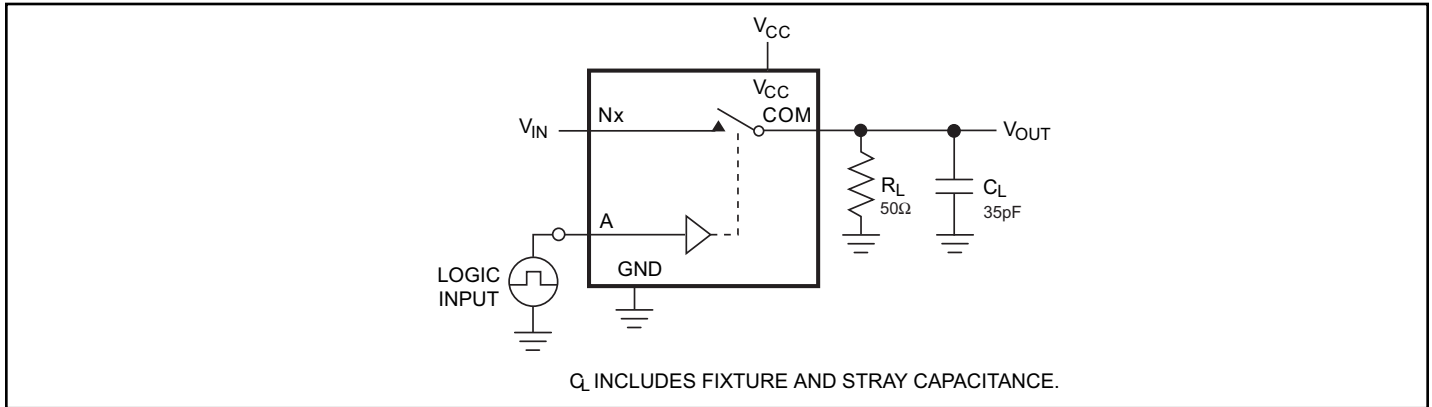 VCC
VCC
Nx
COM
VIN
VOUT
RL
50Ω
CL
35pF
A
LOGIC
INPUT
GND
CL INCLUDES FIXTURE AND STRAY CAPACITANCE.